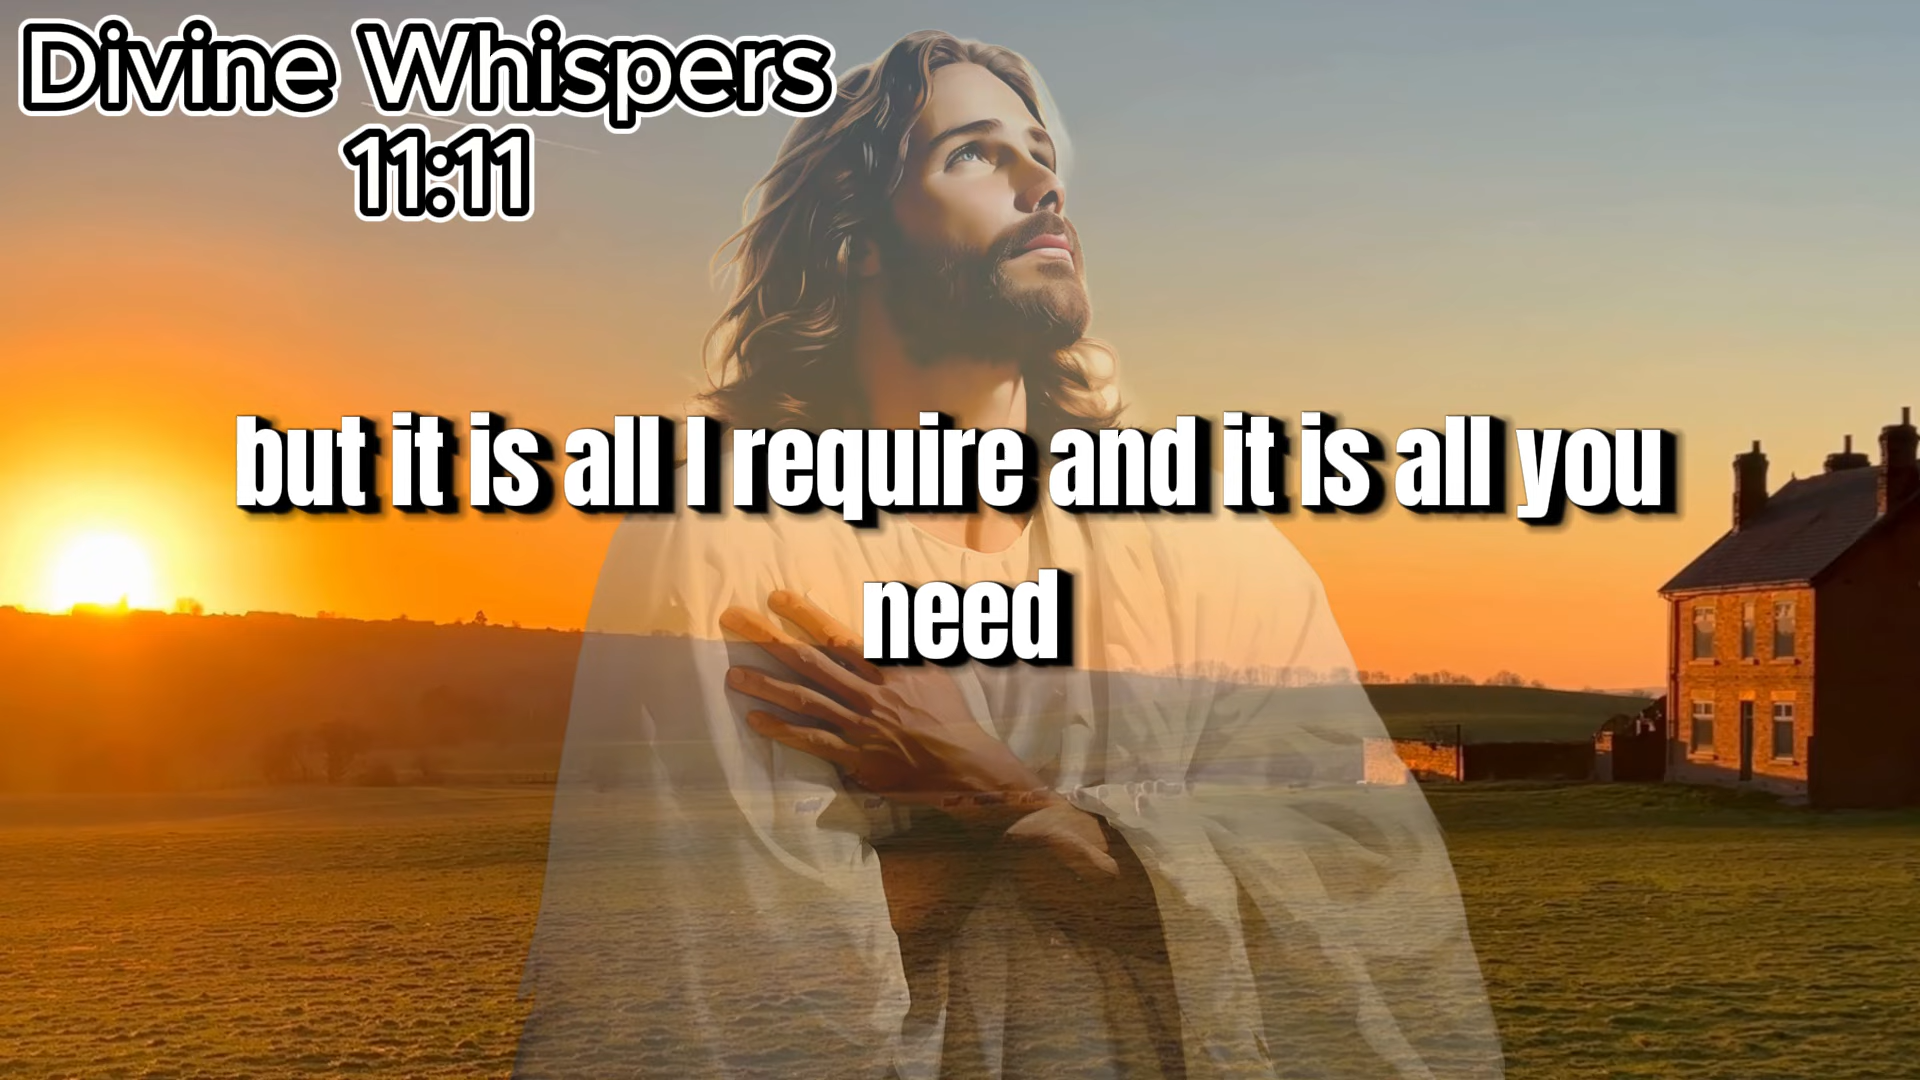 Divine Whispers
11:11
but it is all I require and it is all you
need